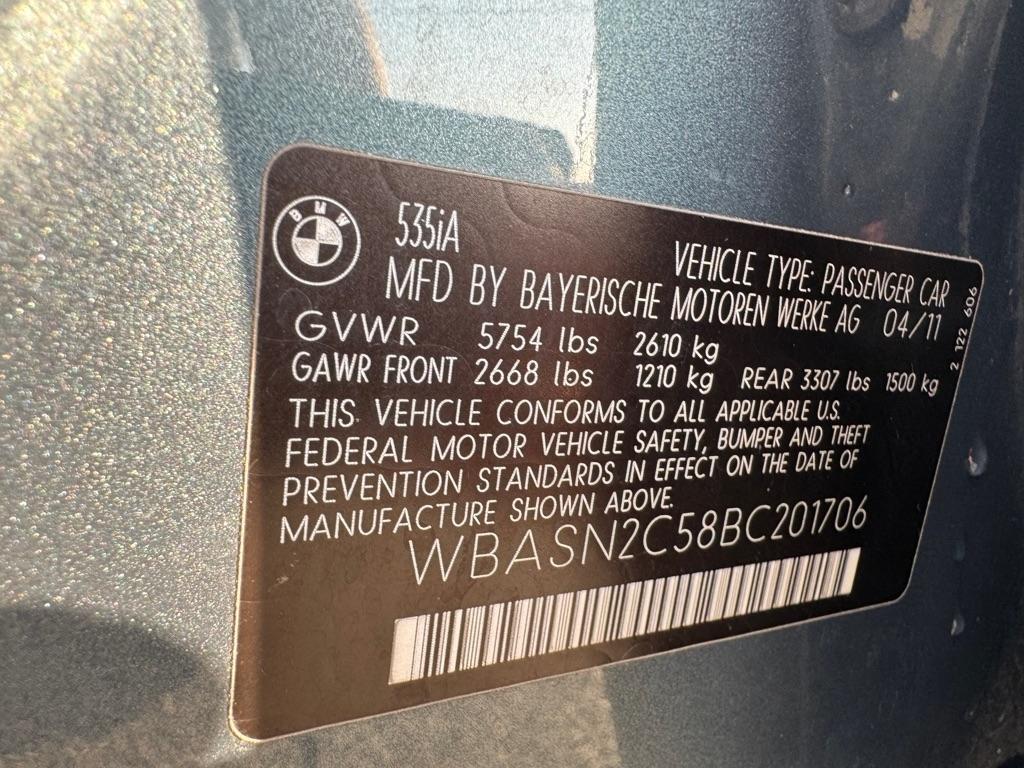 BMW
535iA
VEHICLE TYPE: PASSENGER CAR
MFD BY BAYERISCHE MOTOREN WERKE AG 04/11
GVWR 5754 lbs 2610 kg
GAWR FRONT 2668 lbs 1210 kg REAR 3307 lbs 1500 kg
THIS VEHICLE CONFORMS TO ALL APPLICABLE U.S.
FEDERAL MOTOR VEHICLE SAFETY, BUMPER AND THEFT
PREVENTION STANDARDS IN EFFECT ON THE DATE OF
MANUFACTURE SHOWN ABOVE.
WBASN2C58BC201706
2 122 606